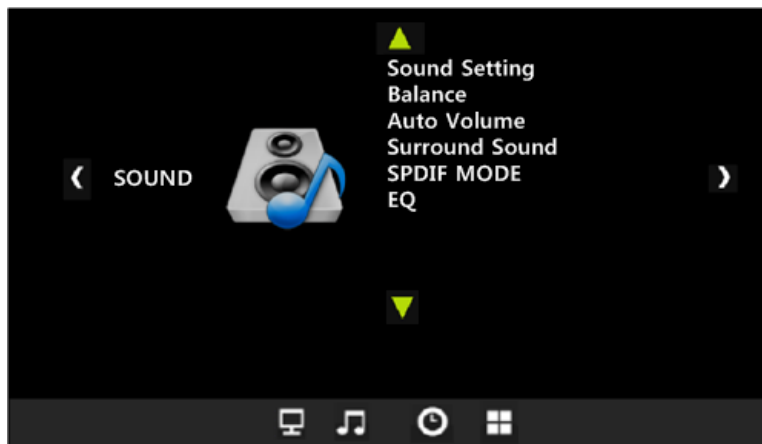 SOUND
Sound Setting
Balance
Auto Volume
Surround Sound
SPDIF MODE
EQ